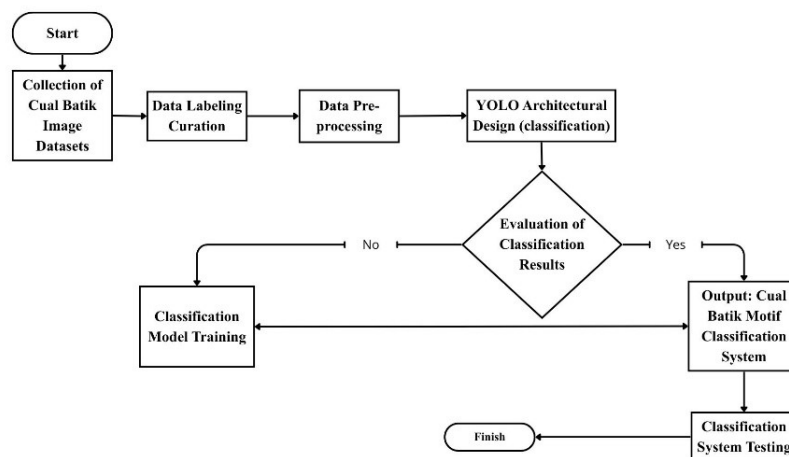 Start
Collection of
Cual Batik
Image
Datasets
Data Labeling
Curation
Data Pre-
processing
YOLO Architectural
Design (classification)
Evaluation of
Classification
Results
No
Yes
Classification
Model Training
Output: Cual
Batik Motif
Classification
System
Classification
System Testing
Finish